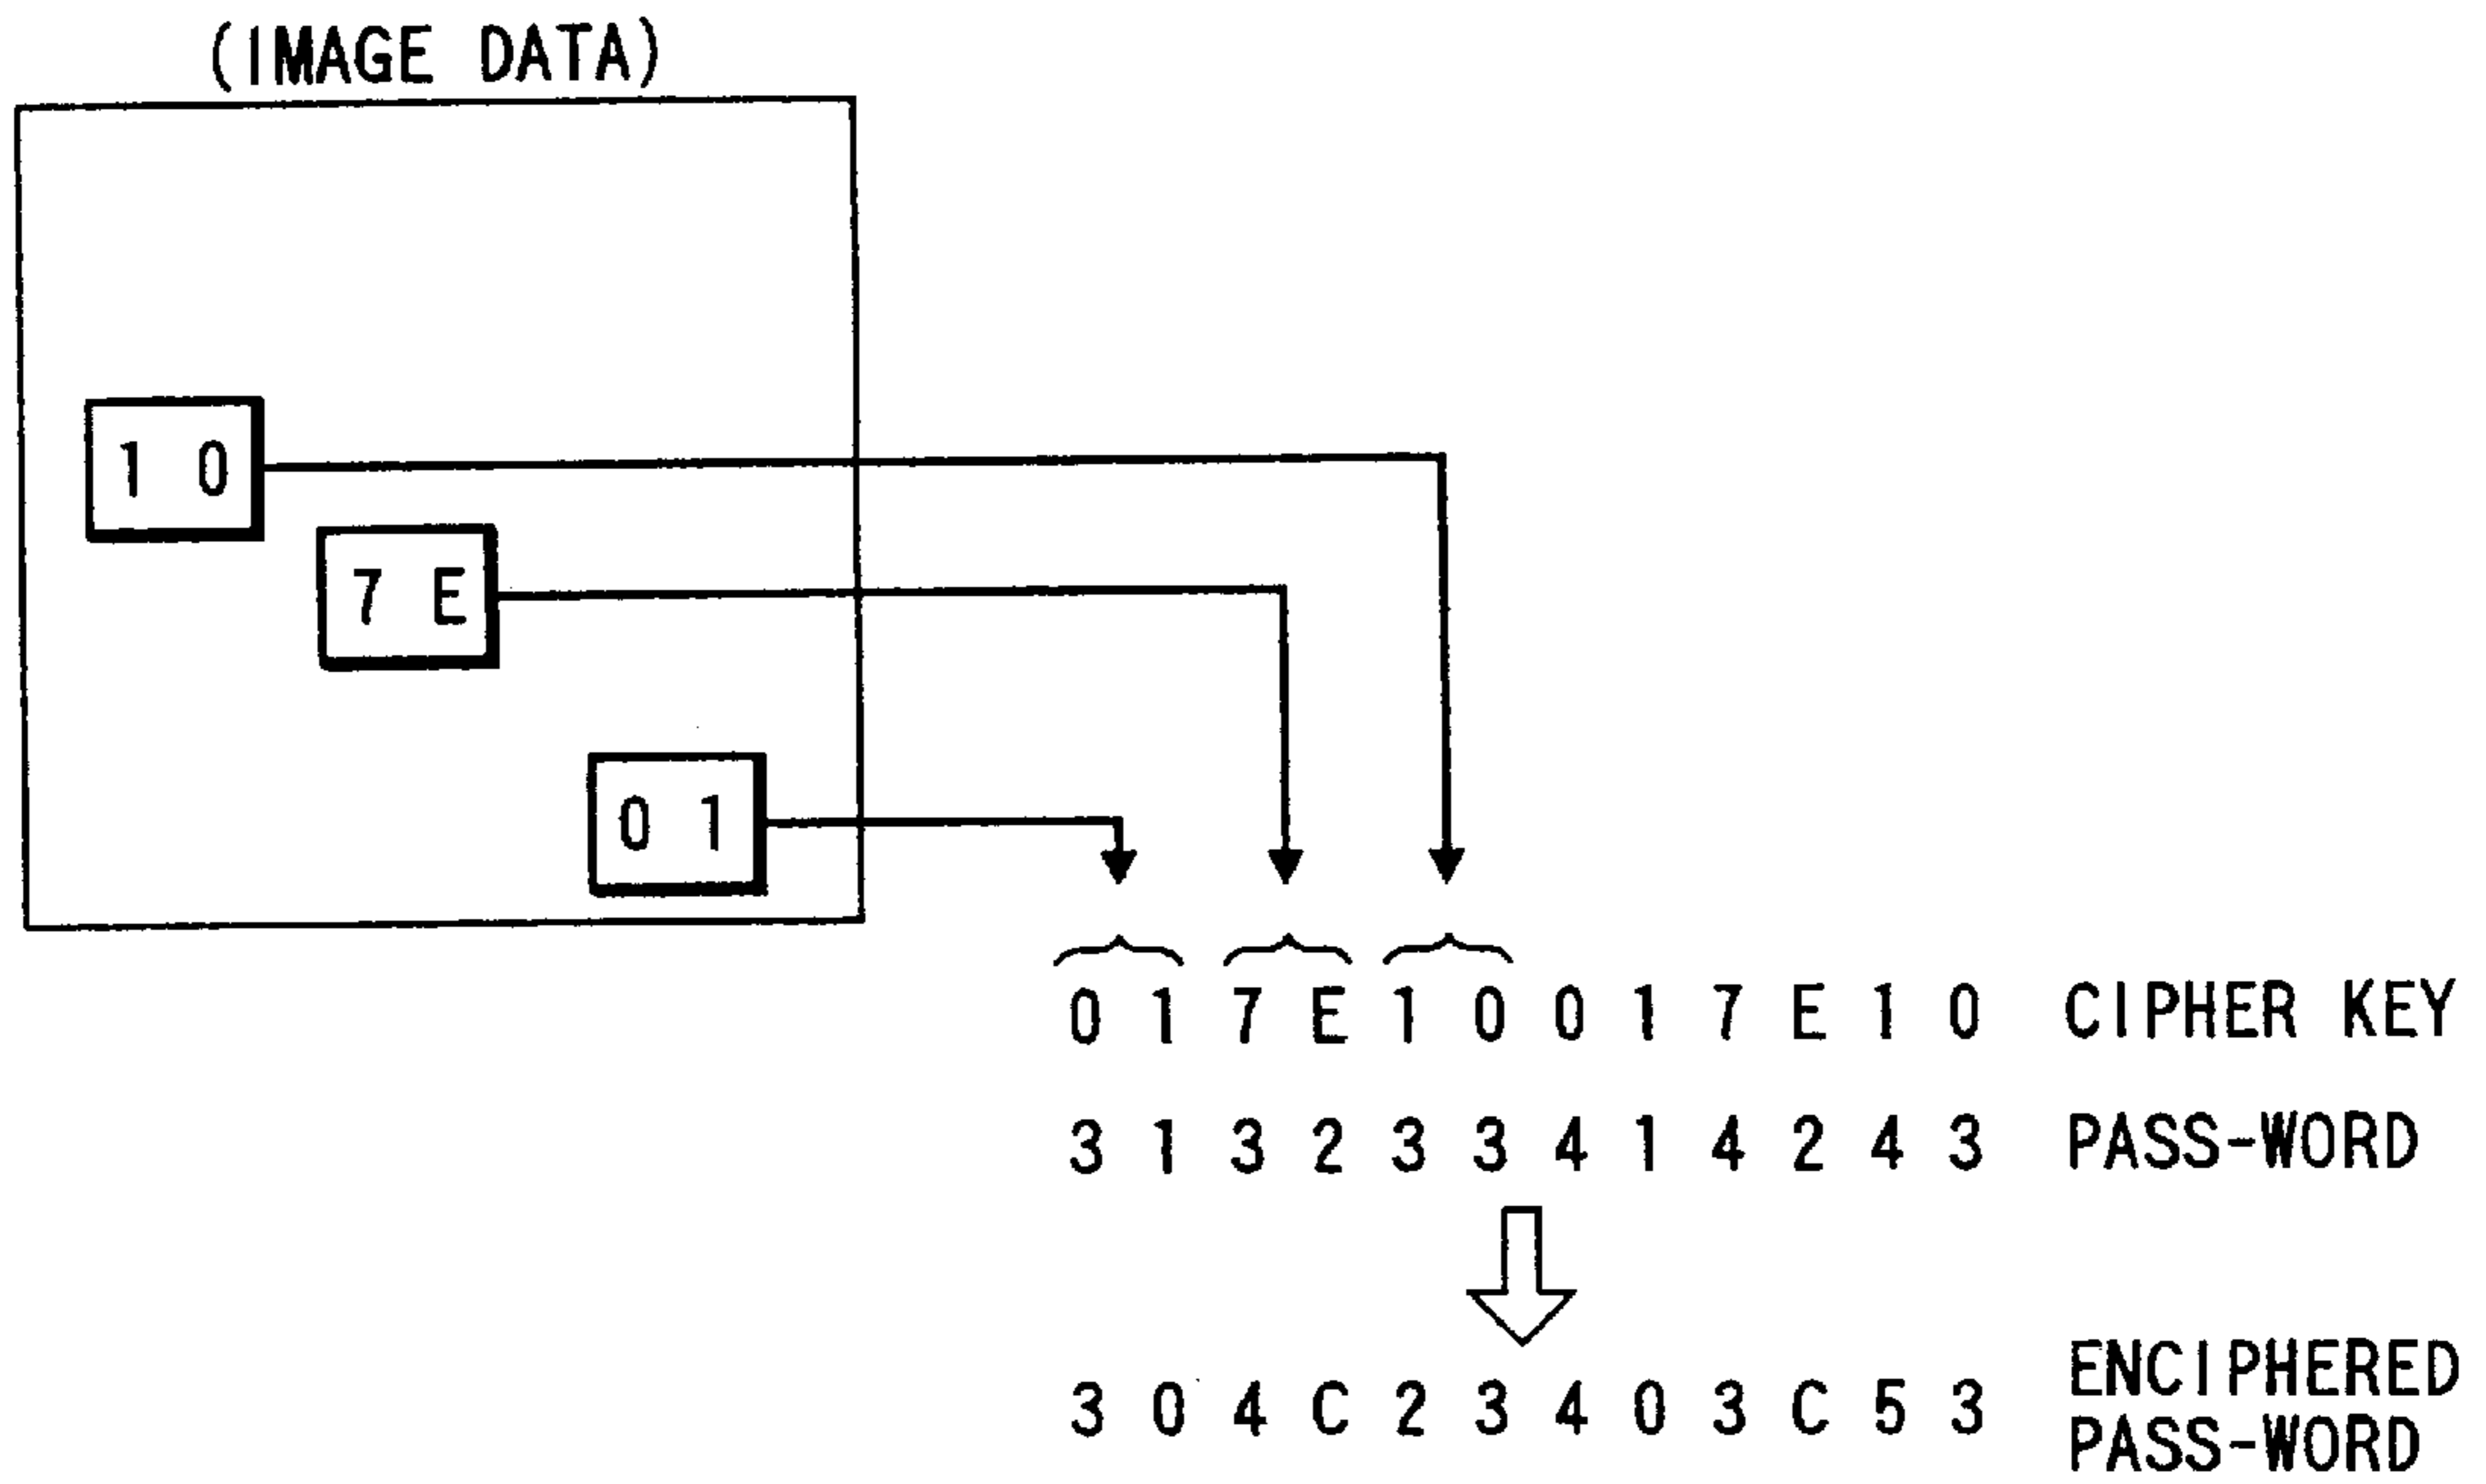 (IMAGE DATA)
1 0
7 E
0 1
0 1 7 E 1 0 0 1 7 E 1 0 CIPHER KEY
3 1 3 2 3 3 4 1 4 2 4 3 PASS-WORD
3 0 4 C 2 3 4 0 3 C 5 3 ENCIPHERED
PASS-WORD